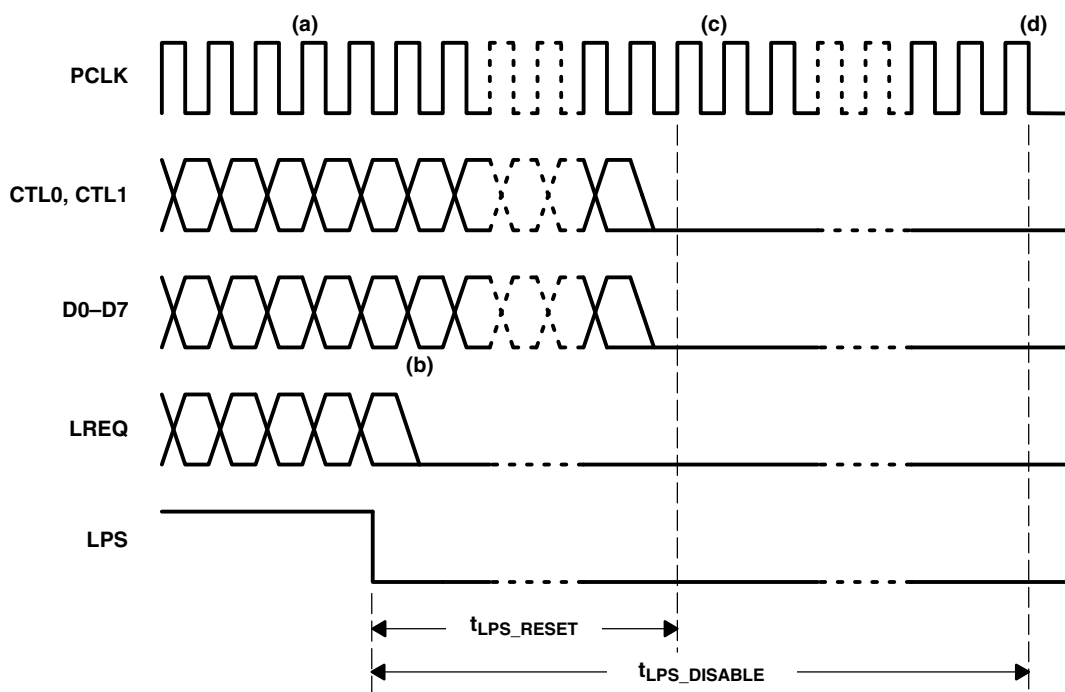 (a) (c) (d)
PCLK
CTL0, CTL1
D0–D7
(b)
LREQ
LPS
tLPS_RESET
tLPS_DISABLE